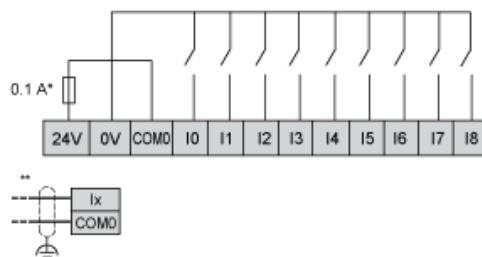 0.1 A*
24V 0V COM0 I0 I1 I2 I3 I4 I5 I6 I7 I8
**
Ix
COM0